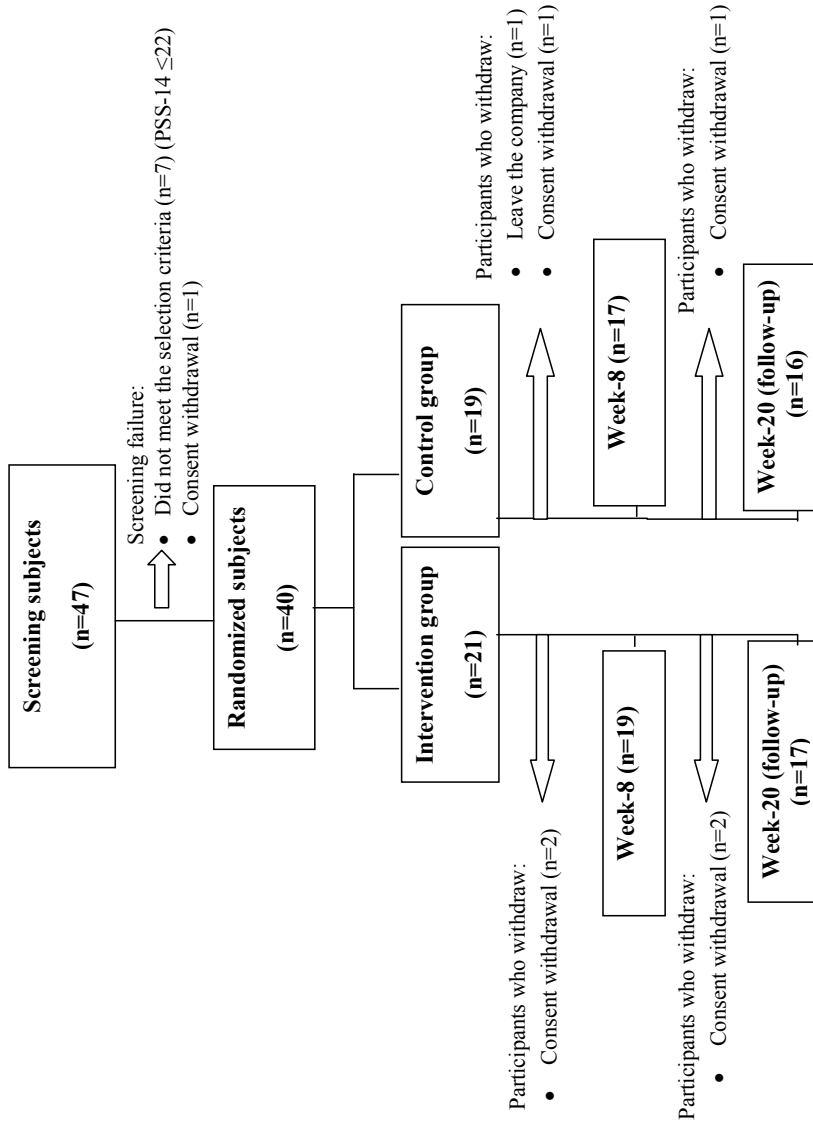 Screening subjects
(n=47)
Screening failure:
• Did not meet the selection criteria (n=7) (PSS-14 ≤22)
• Consent withdrawal (n=1)
Randomized subjects
(n=40)
Intervention group
(n=21)
Control group
(n=19)
Participants who withdraw:
• Consent withdrawal (n=2)
Participants who withdraw:
• Leave the company (n=1)
• Consent withdrawal (n=1)
Week-8 (n=19)
Week-8 (n=17)
Participants who withdraw:
• Consent withdrawal (n=2)
Participants who withdraw:
• Consent withdrawal (n=1)
Week-20 (follow-up)
(n=17)
Week-20 (follow-up)
(n=16)